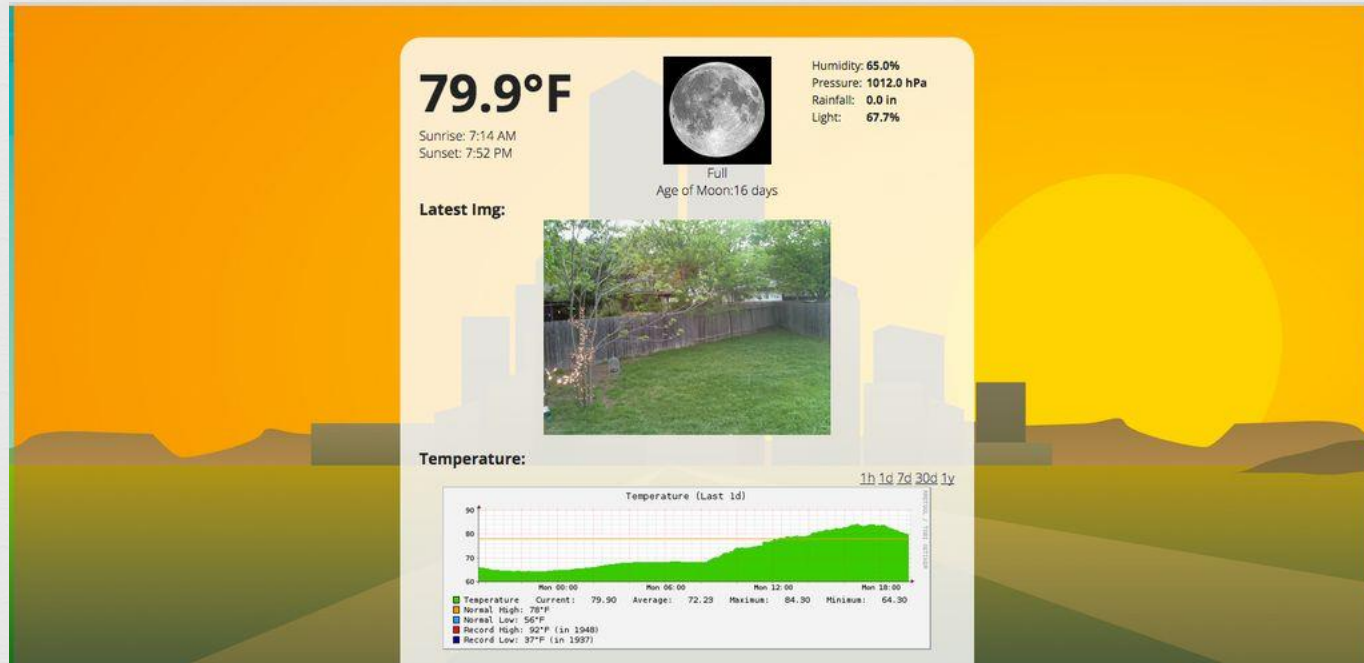 79.9°F
Sunrise: 7:14 AM
Sunset: 7:52 PM
Full
Age of Moon:16 days
Humidity: 65.0%
Pressure: 1012.0 hPa
Rainfall: 0.0 in
Light: 67.7%
Latest Img:
Temperature:
1h 1d 7d 30d 1y
Temperature (Last 1d)
90
80
70
60
Mon 00:00 Mon 06:00 Mon 12:00 Mon 18:00
Temperature Current: 79.90 Average: 72.23 Maximum: 84.30 Minimum: 64.30
Normal High: 78°F
Normal Low: 56°F
Record High: 92°F (in 1948)
Record Low: 37°F (in 1937)
RRDTOOL / TOBI OETIKER